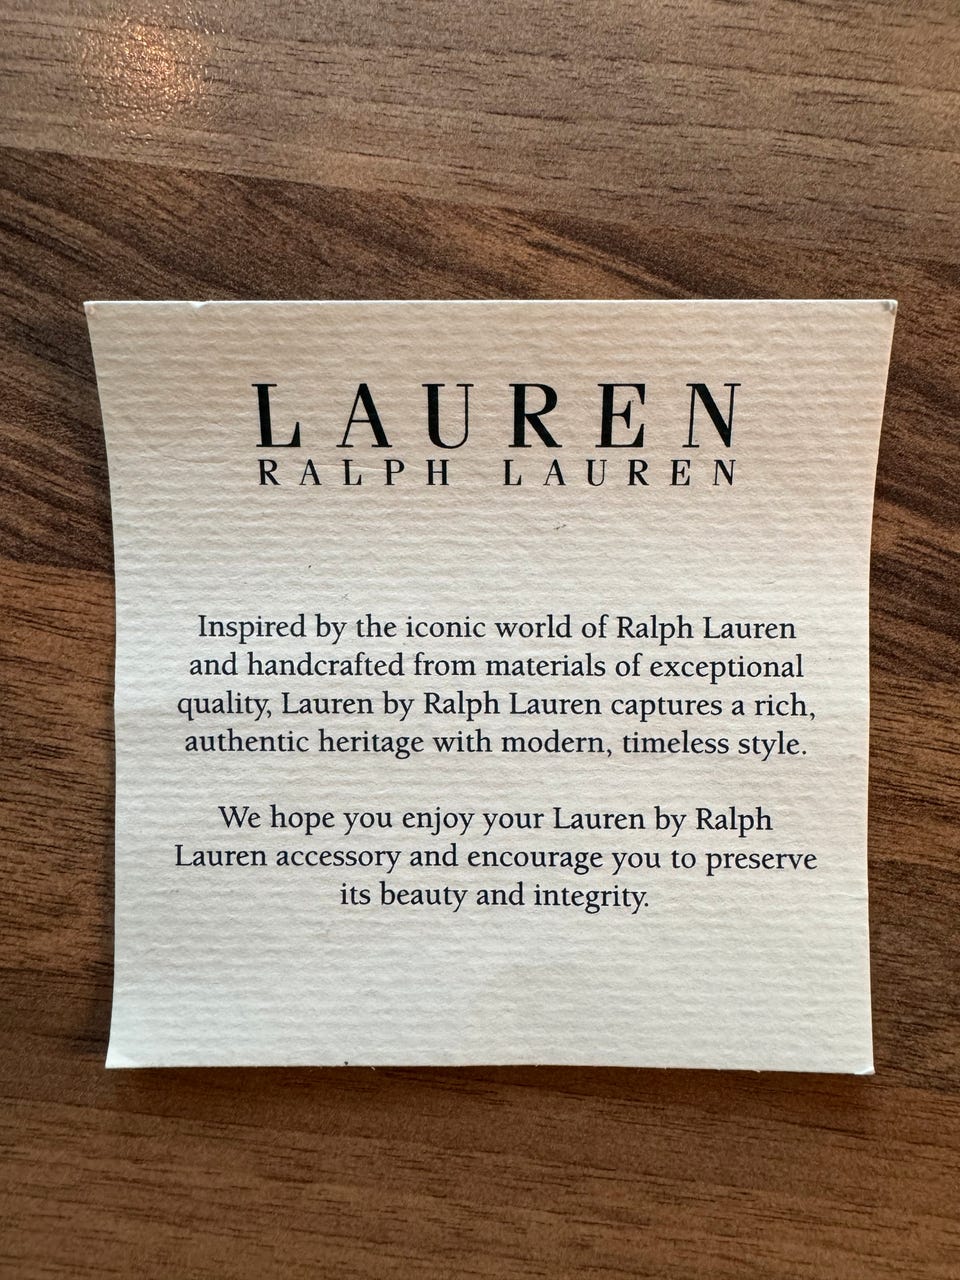 LAUREN
RALPH LAUREN
Inspired by the iconic world of Ralph Lauren
and handcrafted from materials of exceptional
quality, Lauren by Ralph Lauren captures a rich,
authentic heritage with modern, timeless style.
We hope you enjoy your Lauren by Ralph
Lauren accessory and encourage you to preserve
its beauty and integrity.